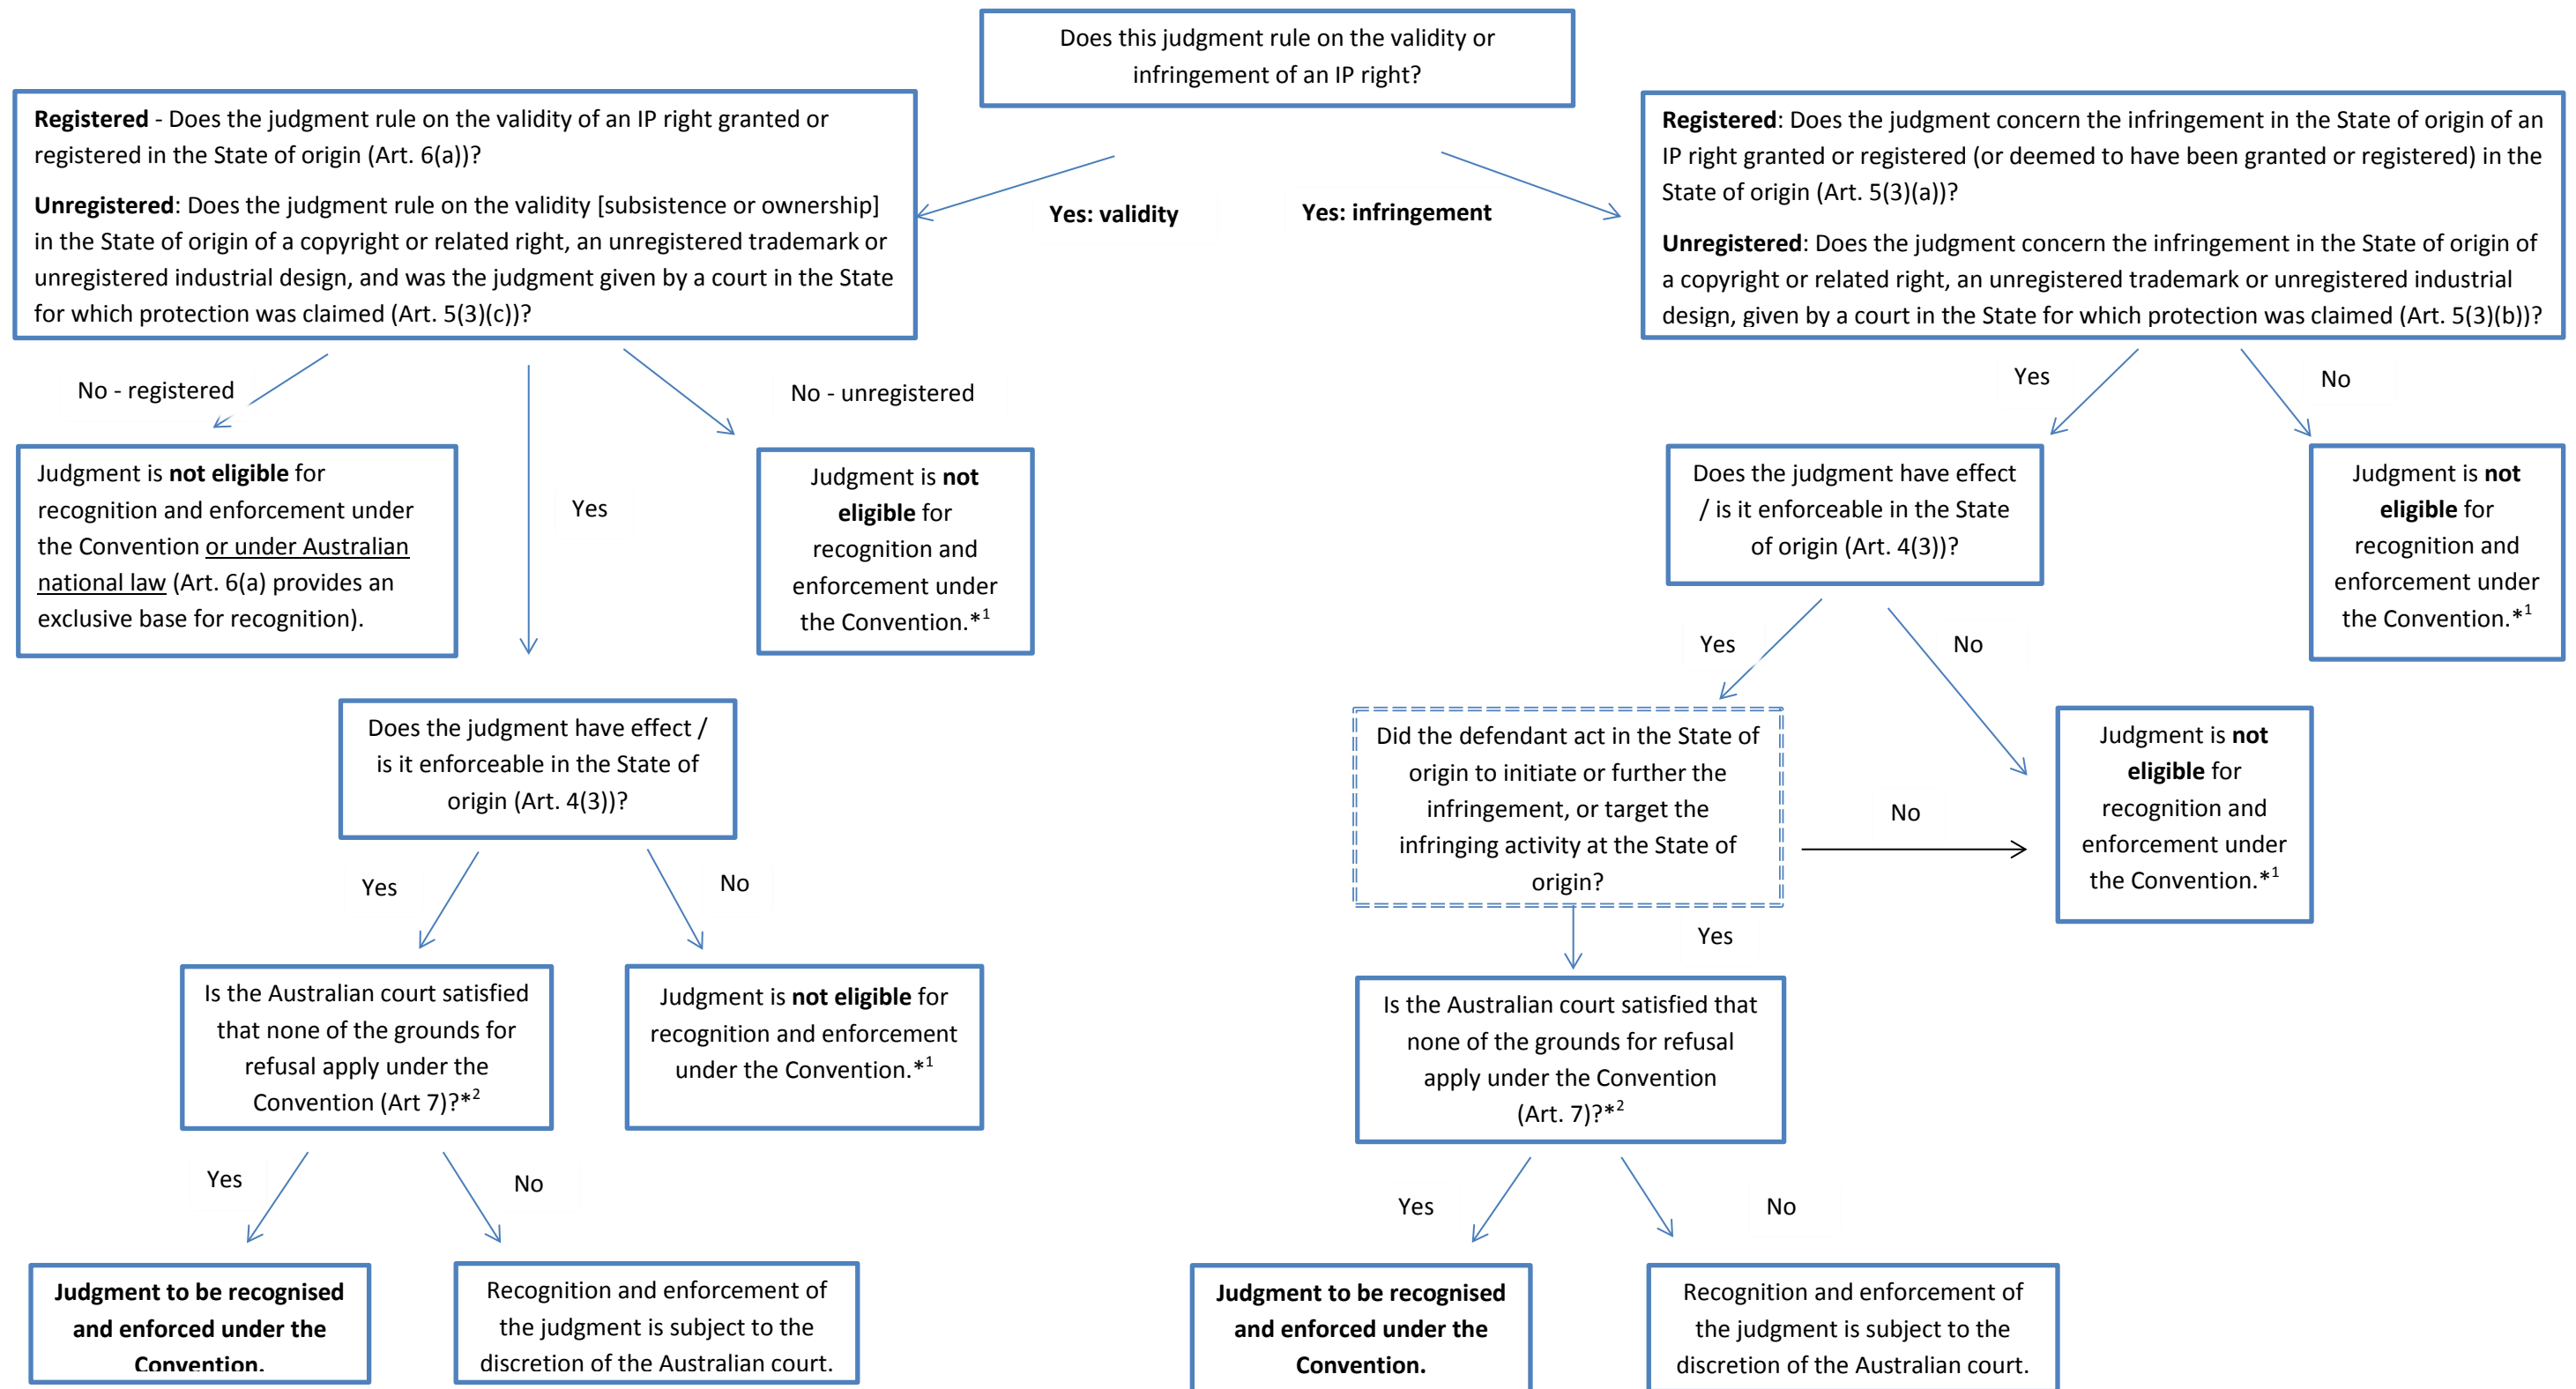 Does this judgment rule on the validity or
infringement of an IP right?
Registered - Does the judgment rule on the validity of an IP right granted or
registered in the State of origin (Art. 6(a))?
Unregistered: Does the judgment rule on the validity [subsistence or ownership]
in the State of origin of a copyright or related right, an unregistered trademark or
unregistered industrial design, and was the judgment given by a court in the State
for which protection was claimed (Art. 5(3)(c))?
Yes: validity
Yes: infringement
Registered: Does the judgment concern the infringement in the State of origin of an
IP right granted or registered (or deemed to have been granted or registered) in the
State of origin (Art. 5(3)(a))?
Unregistered: Does the judgment concern the infringement in the State of origin of
a copyright or related right, an unregistered trademark or unregistered industrial
design, given by a court in the State for which protection was claimed (Art. 5(3)(b))?
No - registered
Yes
No - unregistered
Judgment is not eligible for
recognition and enforcement under
the Convention or under Australian
national law (Art. 6(a) provides an
exclusive base for recognition).
Judgment is not
eligible for
recognition and
enforcement under
the Convention.*1
Does the judgment have effect /
is it enforceable in the State of
origin (Art. 4(3))?
Yes
No
Is the Australian court satisfied
that none of the grounds for
refusal apply under the
Convention (Art 7)?*2
Judgment is not eligible for
recognition and enforcement
under the Convention.*1
Yes
No
Judgment to be recognised
and enforced under the
Convention.
Recognition and enforcement of
the judgment is subject to the
discretion of the Australian court.
Yes
No
Does the judgment have effect
/ is it enforceable in the State
of origin (Art. 4(3))?
Judgment is not
eligible for
recognition and
enforcement under
the Convention.*1
Yes
No
Did the defendant act in the State of
origin to initiate or further the
infringement, or target the
infringing activity at the State of
origin?
No
Judgment is not
eligible for
recognition and
enforcement under
the Convention.*1
Yes
Is the Australian court satisfied that
none of the grounds for refusal
apply under the Convention
(Art. 7)?*2
Yes
No
Judgment to be recognised
and enforced under the
Convention.
Recognition and enforcement of
the judgment is subject to the
discretion of the Australian court.